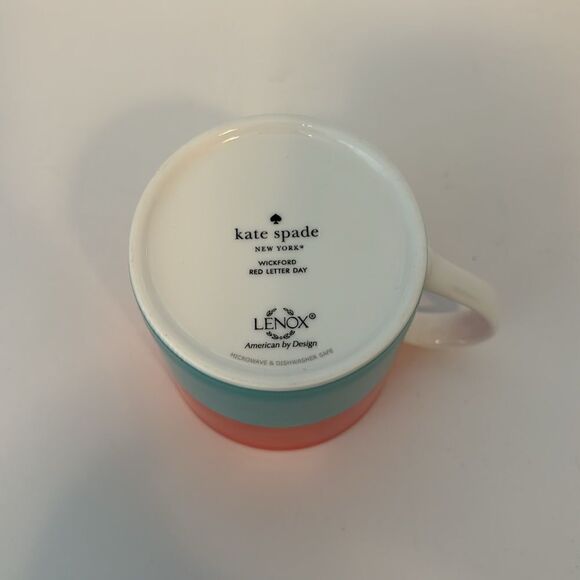 kate spade
NEW YORK®
WICKFORD
RED LETTER DAY
LENOX®
American by Design
MICROWAVE & DISHWASHER SAFE